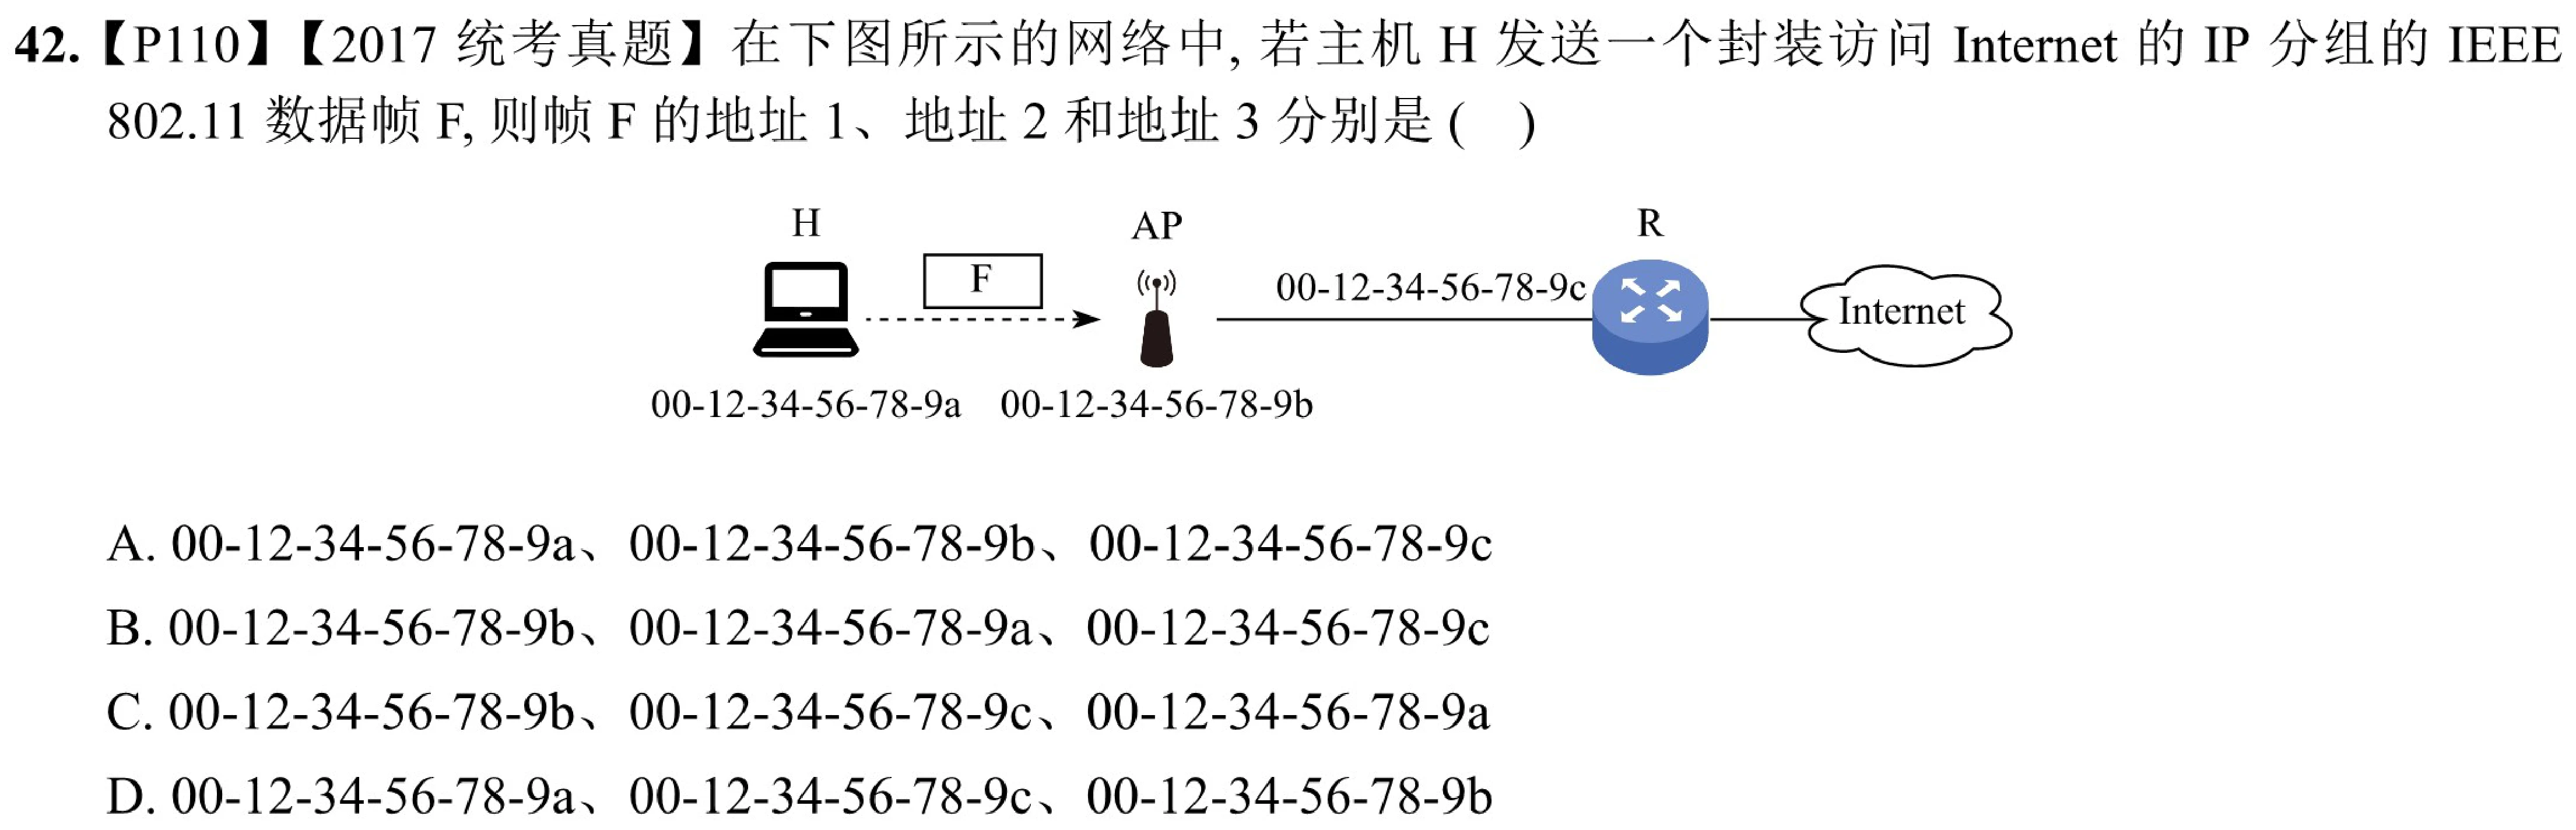 42.【P110】【2017 统考真题】在下图所示的网络中, 若主机 H 发送一个封装访问 Internet 的 IP 分组的 IEEE
802.11 数据帧 F, 则帧 F 的地址 1、地址 2 和地址 3 分别是 (    )
H
AP
R
F
00-12-34-56-78-9c
Internet
00-12-34-56-78-9a
00-12-34-56-78-9b
A. 00-12-34-56-78-9a、00-12-34-56-78-9b、00-12-34-56-78-9c
B. 00-12-34-56-78-9b、00-12-34-56-78-9a、00-12-34-56-78-9c
C. 00-12-34-56-78-9b、00-12-34-56-78-9c、00-12-34-56-78-9a
D. 00-12-34-56-78-9a、00-12-34-56-78-9c、00-12-34-56-78-9b